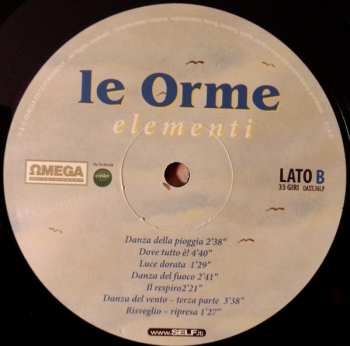 le Orme
elementi
ΩMEGA
LATO B
33 GIRI
Danza della pioggia 2'38"
Dove tutto è! 4'40"
Luce dorata 1'29"
Danza del fuoco 2'41"
Il respiro 2'21"
Danza del vento – terza parte 3'38"
Risveglio – ripresa 1'27"
www.SELF.it